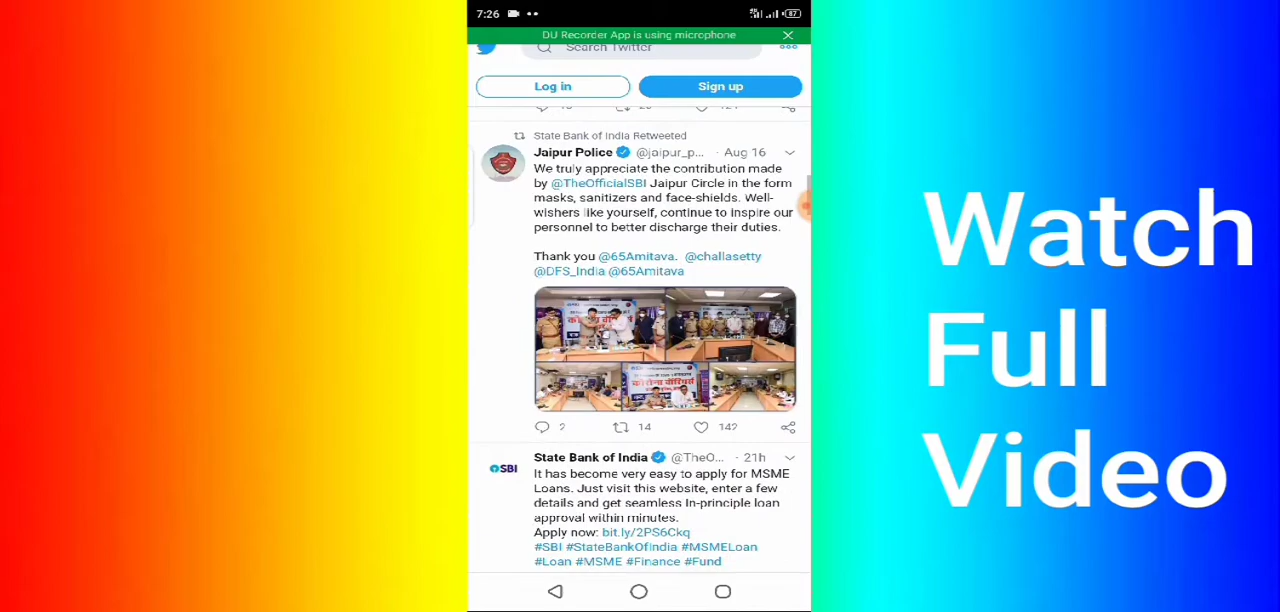 7:26
87
DU Recorder App is using microphone
Search Twitter
Log in
Sign up
State Bank of India Retweeted
Jaipur Police @jaipur_p... · Aug 16
We truly appreciate the contribution made
by @TheOfficialSBI Jaipur Circle in the form
masks, sanitizers and face-shields. Well-
wishers like yourself, continue to inspire our
personnel to better discharge their duties.
Thank you @65Amitava. @challasetty
@DFS_India @65Amitava
कोरोना वॉरियर्स
2
14
142
SBI
State Bank of India @TheO... · 21h
It has become very easy to apply for MSME
Loans. Just visit this website, enter a few
details and get seamless In-principle loan
approval within minutes.
Apply now: bit.ly/2PS6Ckq
#SBI #StateBankOfIndia #MSMELoan
#Loan #MSME #Finance #Fund
Watch
Full
Video